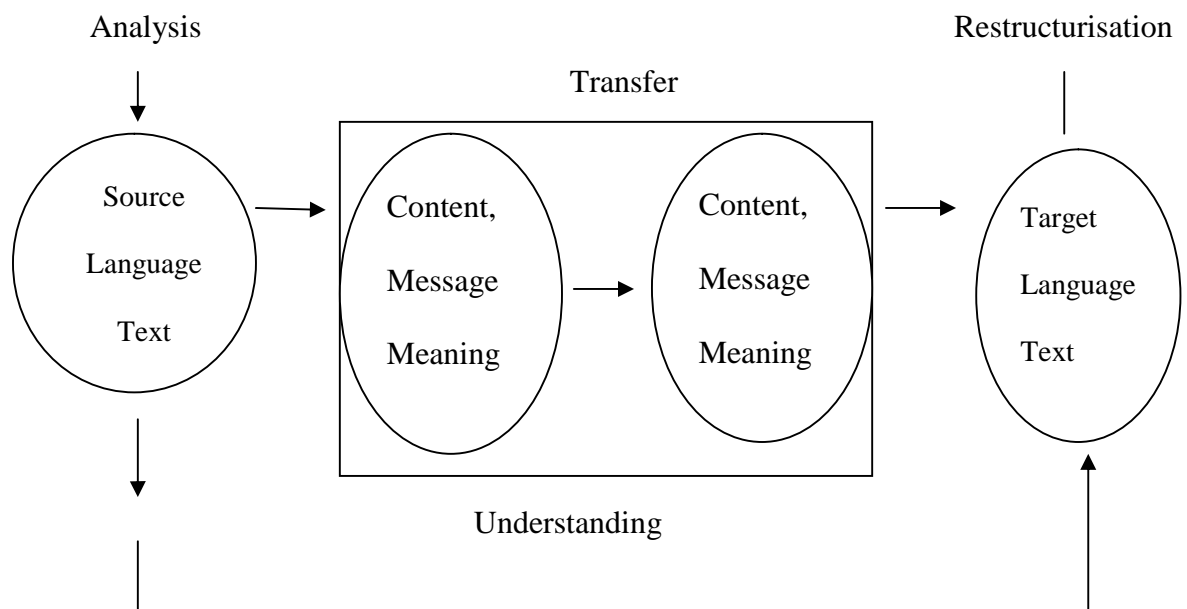 Analysis
Restructurisation
Transfer
Source
Language
Text
Content,
Message
Meaning
Content,
Message
Meaning
Target
Language
Text
Understanding